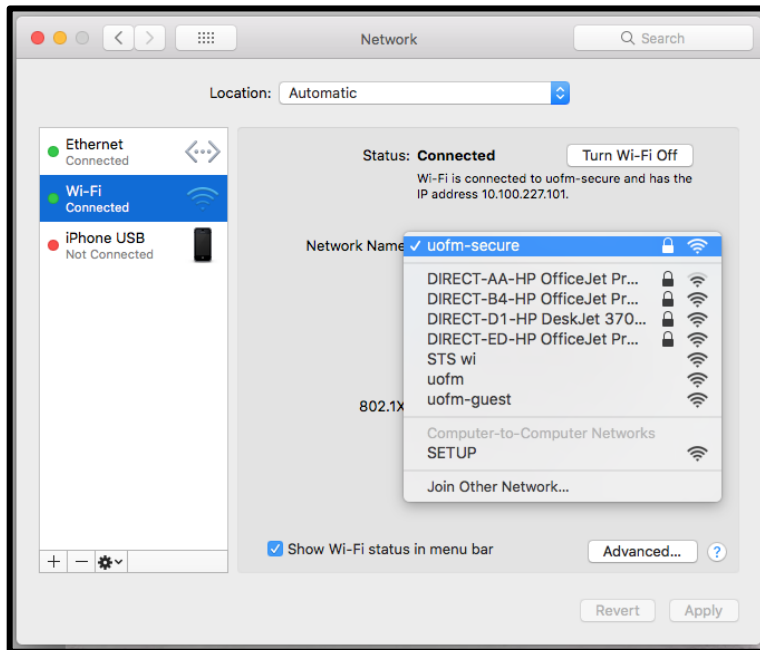 Network
Search
Location: Automatic
Ethernet
Connected
Wi-Fi
Connected
iPhone USB
Not Connected
Status: Connected
Turn Wi-Fi Off
Wi-Fi is connected to uofm-secure and has the
IP address 10.100.227.101.
Network Name
✓ uofm-secure
DIRECT-AA-HP OfficeJet Pr...
DIRECT-B4-HP OfficeJet Pr...
DIRECT-D1-HP DeskJet 370...
DIRECT-ED-HP OfficeJet Pr...
STS wi
uofm
uofm-guest
802.1X
Computer-to-Computer Networks
SETUP
Join Other Network...
Show Wi-Fi status in menu bar
Advanced...
?
Revert
Apply